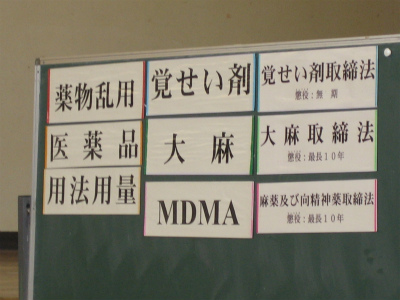 薬物乱用
医薬品
用法用量
覚せい剤
大麻
MDMA
覚せい剤取締法
懲役：無期
大麻取締法
懲役：最長10年
麻薬及び向精神薬取締法
懲役：最長10年